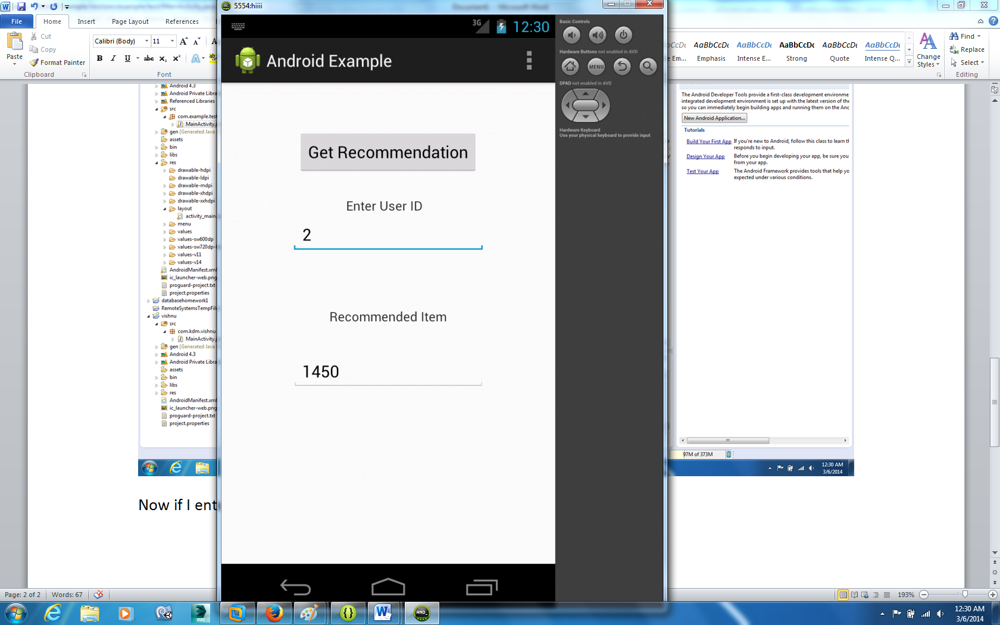 5554:hiiii
File
Home
Insert
Page Layout
References
Cut
Copy
Format Painter
Paste
Clipboard
Calibri (Body)
11
Font
Emphasis
Intense E...
Strong
Quote
Intense Q...
Change
Styles
Find
Replace
Select
Editing
3G
12:30
Android Example
Get Recommendation
Enter User ID
2
Recommended Item
1450
Basic Controls
Hardware Buttons not enabled in AVD
MENU
DPAD not enabled in AVD
Hardware Keyboard
Use your physical keyboard to provide input
Android 4.3
Android Private Libra
Referenced Libraries
src
com.example.test
MainActivity.
gen [Generated Java
assets
bin
libs
res
drawable-hdpi
drawable-ldpi
drawable-mdpi
drawable-xhdpi
drawable-xxhdpi
layout
activity_main.
menu
values
values-sw600dp
values-sw720dp-
values-v11
values-v14
AndroidManifest.xml
ic_launcher-web.png
proguard-project.txt
project.properties
databasehomework1
RemoteSystemsTempFil
vishnu
src
com.kdm.vishnu
MainActivity.
gen [Generated Java
Android 4.3
Android Private Libra
assets
bin
libs
res
AndroidManifest.xml
ic_launcher-web.png
proguard-project.txt
project.properties
The Android Developer Tools provide a first-class development environme
integrated development environment is set up with the latest version of the
so you can immediately begin building apps and running them on the And
New Android Application...
Tutorials
Build Your First App If you're new to Android, follow this class to learn th
responds to input.
Design Your App Before you begin developing your app, be sure you
from your app.
Test Your App The Android Framework provides tools that help yo
expected under various conditions.
97M of 373M
12:30 AM
3/6/2014
Now if I ent
Page: 2 of 2
Words: 67
193%
12:30 AM
3/6/2014